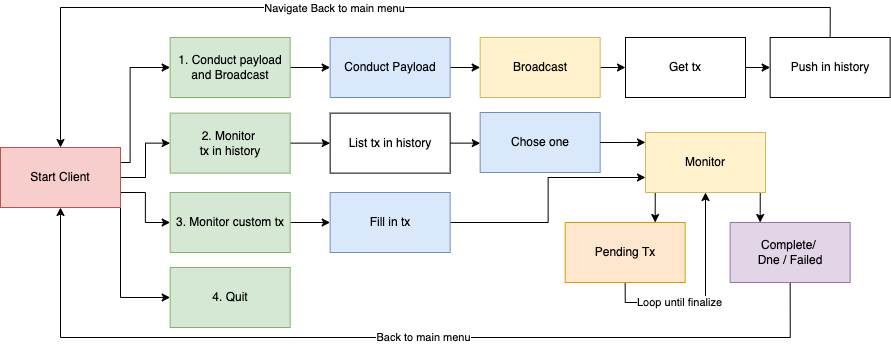 Navigate Back to main menu
1. Conduct payload
and Broadcast
Conduct Payload
Broadcast
Get tx
Push in history
2. Monitor
tx in history
List tx in history
Chose one
Monitor
Start Client
3. Monitor custom tx
Fill in tx
Pending Tx
Complete/
Dne / Failed
4. Quit
Loop until finalize
Back to main menu